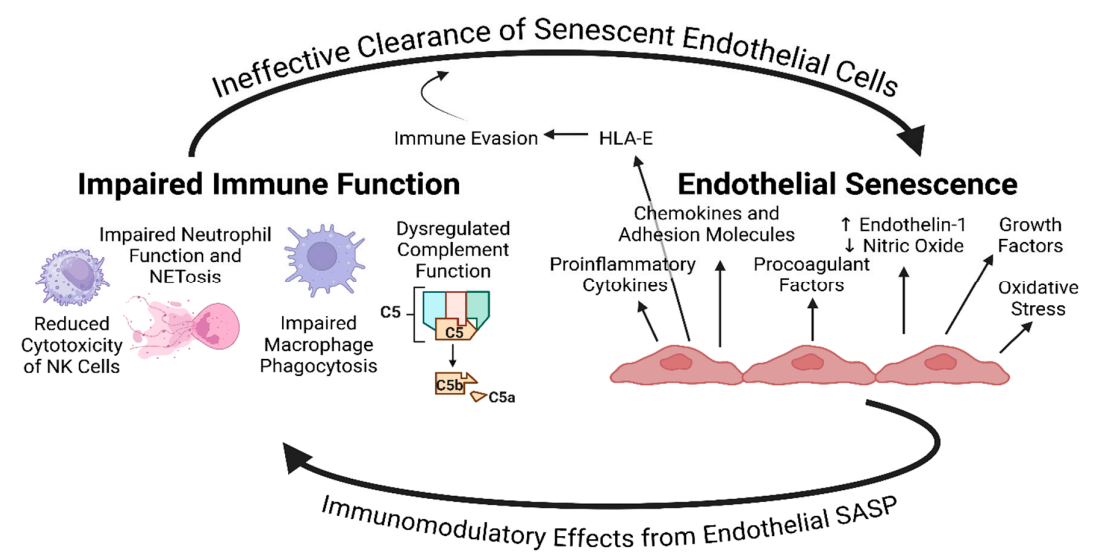 Ineffective Clearance of Senescent Endothelial Cells
Immune Evasion
HLA-E
Impaired Immune Function
Endothelial Senescence
Reduced
Cytotoxicity
of NK Cells
Impaired Neutrophil
Function and
NETosis
Impaired
Macrophage
Phagocytosis
Dysregulated
Complement
Function
C5
C5
C5b
C5a
Proinflammatory
Cytokines
Chemokines and
Adhesion Molecules
Procoagulant
Factors
↑ Endothelin-1
↓ Nitric Oxide
Growth
Factors
Oxidative
Stress
Immunomodulatory Effects from Endothelial SASP